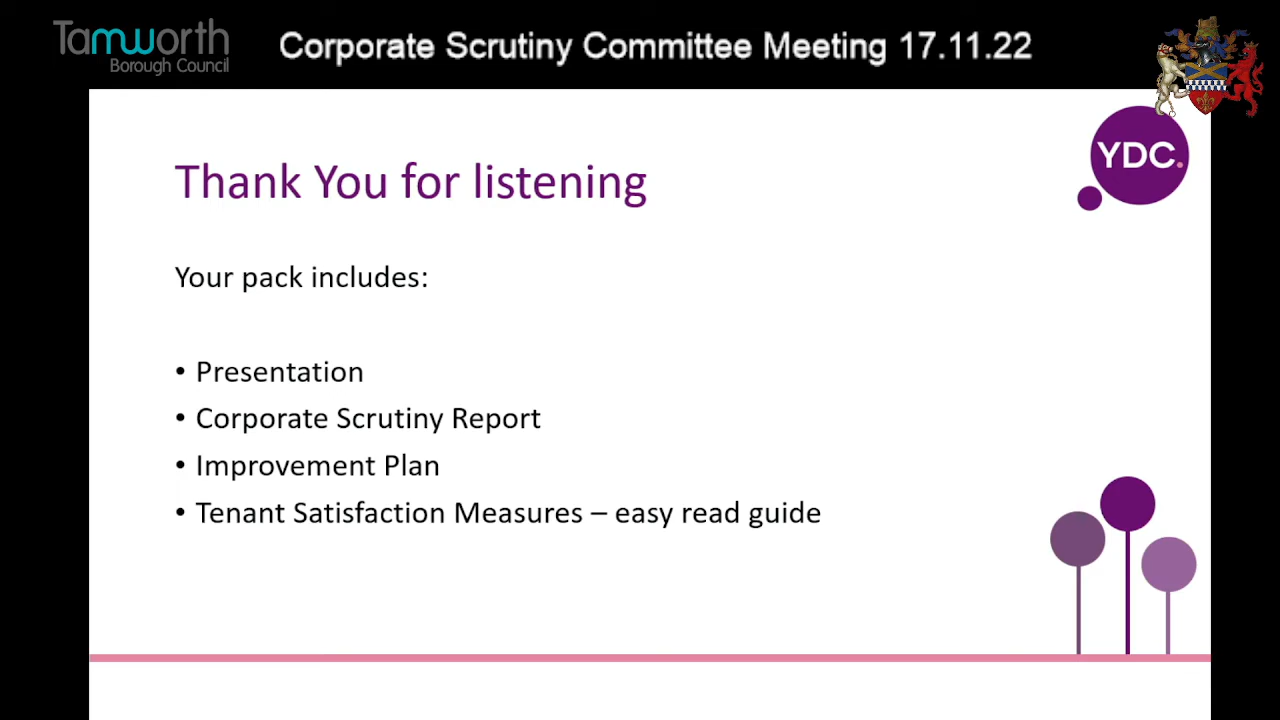 Tamworth
Borough Council
Corporate Scrutiny Committee Meeting 17.11.22
YDC.
Thank You for listening
Your pack includes:
• Presentation
• Corporate Scrutiny Report
• Improvement Plan
• Tenant Satisfaction Measures – easy read guide